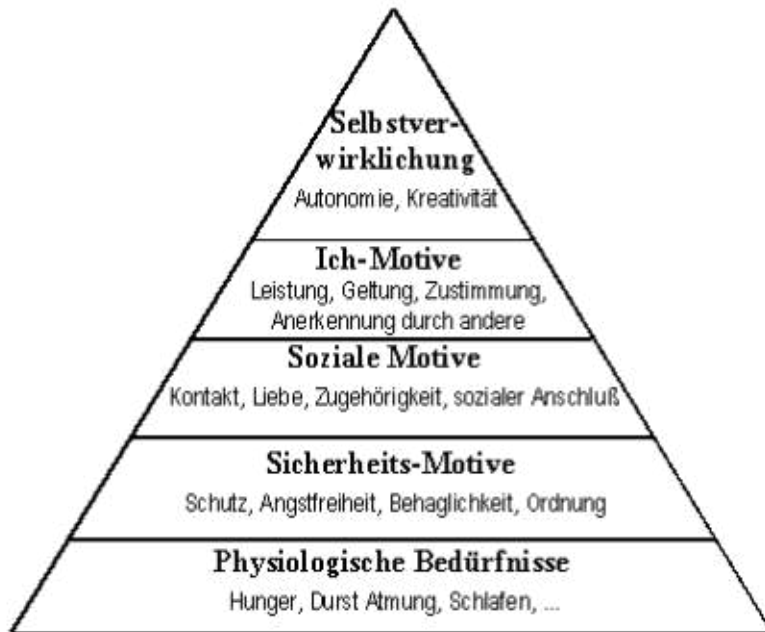 Selbstver-
wirklichung
Autonomie, Kreativität
Ich-Motive
Leistung, Geltung, Zustimmung,
Anerkennung durch andere
Soziale Motive
Kontakt, Liebe, Zugehörigkeit, sozialer Anschluß
Sicherheits-Motive
Schutz, Angstfreiheit, Behaglichkeit, Ordnung
Physiologische Bedürfnisse
Hunger, Durst Atmung, Schlafen, ...